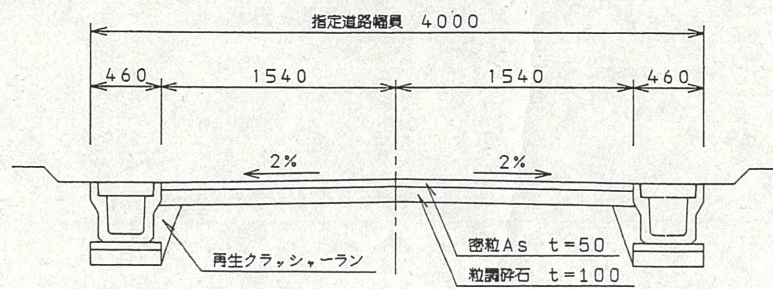 指定道路幅員 4000
460 1540 1540 460
2% 2%
密粒As t=50
再生クラッシャーラン
粒調砕石 t=100